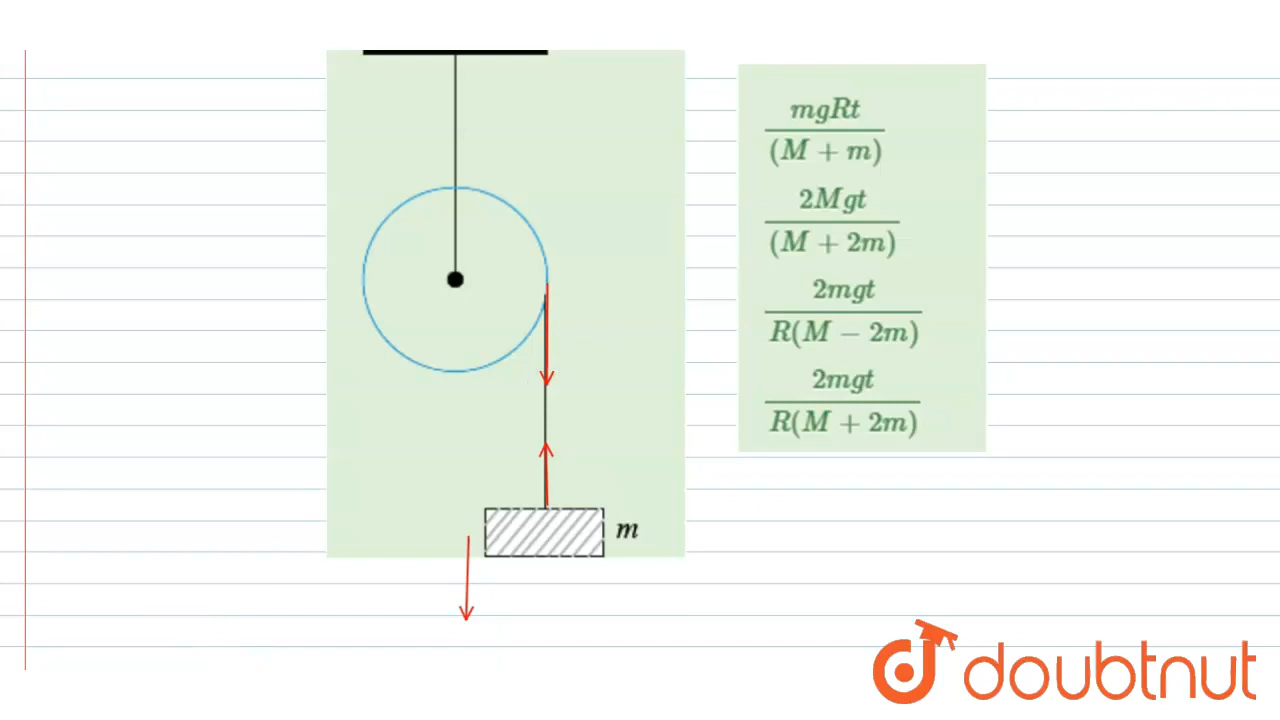 m
mgRt
(M + m)
2Mgt
(M + 2m)
2mgt
R(M − 2m)
2mgt
R(M + 2m)
doubtnut